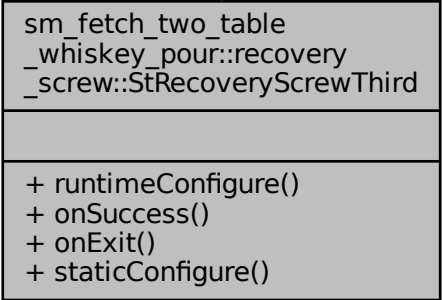 sm_fetch_two_table
_whiskey_pour::recovery
_screw::StRecoveryScrewThird
+ runtimeConfigure()
+ onSuccess()
+ onExit()
+ staticConfigure()